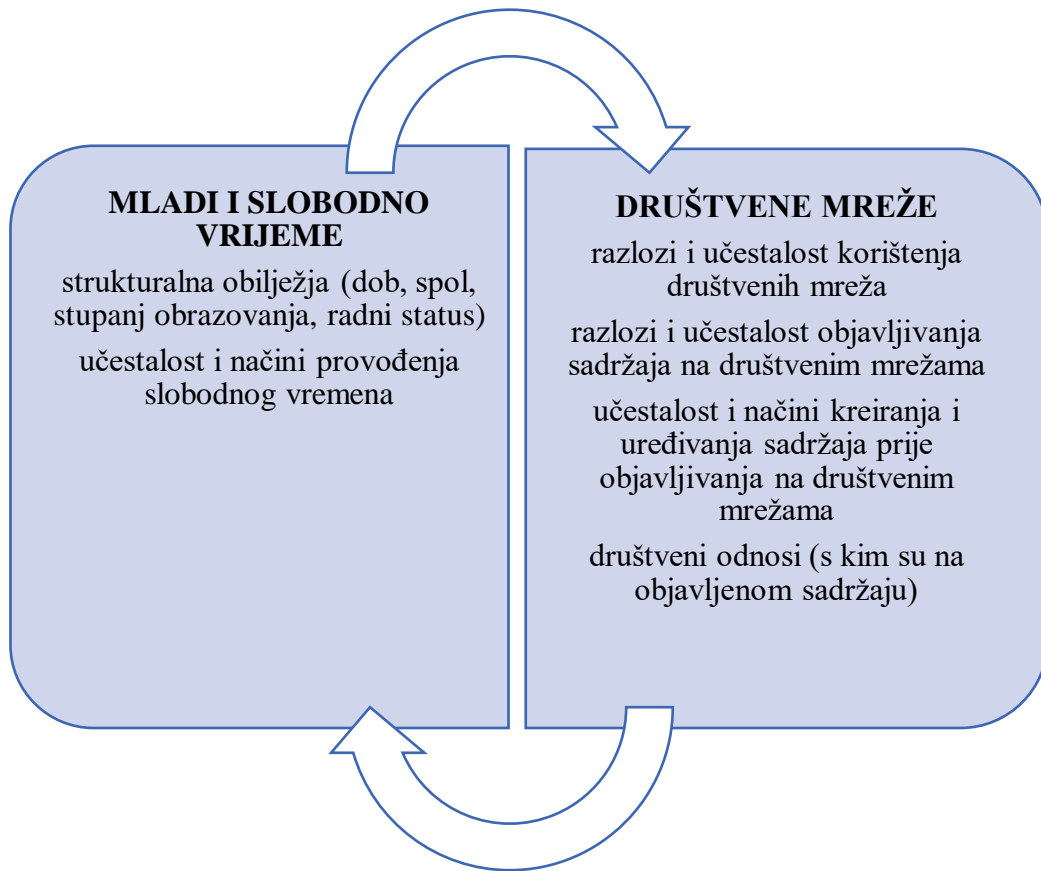 MLADI I SLOBODNO
VRIJEME
strukturalna obilježja (dob, spol,
stupanj obrazovanja, radni status)
učestalost i načini provođenja
slobodnog vremena
DRUŠTVENE MREŽE
razlozi i učestalost korištenja
društvenih mreža
razlozi i učestalost objavljivanja
sadržaja na društvenim mrežama
učestalost i načini kreiranja i
uređivanja sadržaja prije
objavljivanja na društvenim
mrežama
društveni odnosi (s kim su na
objavljenom sadržaju)